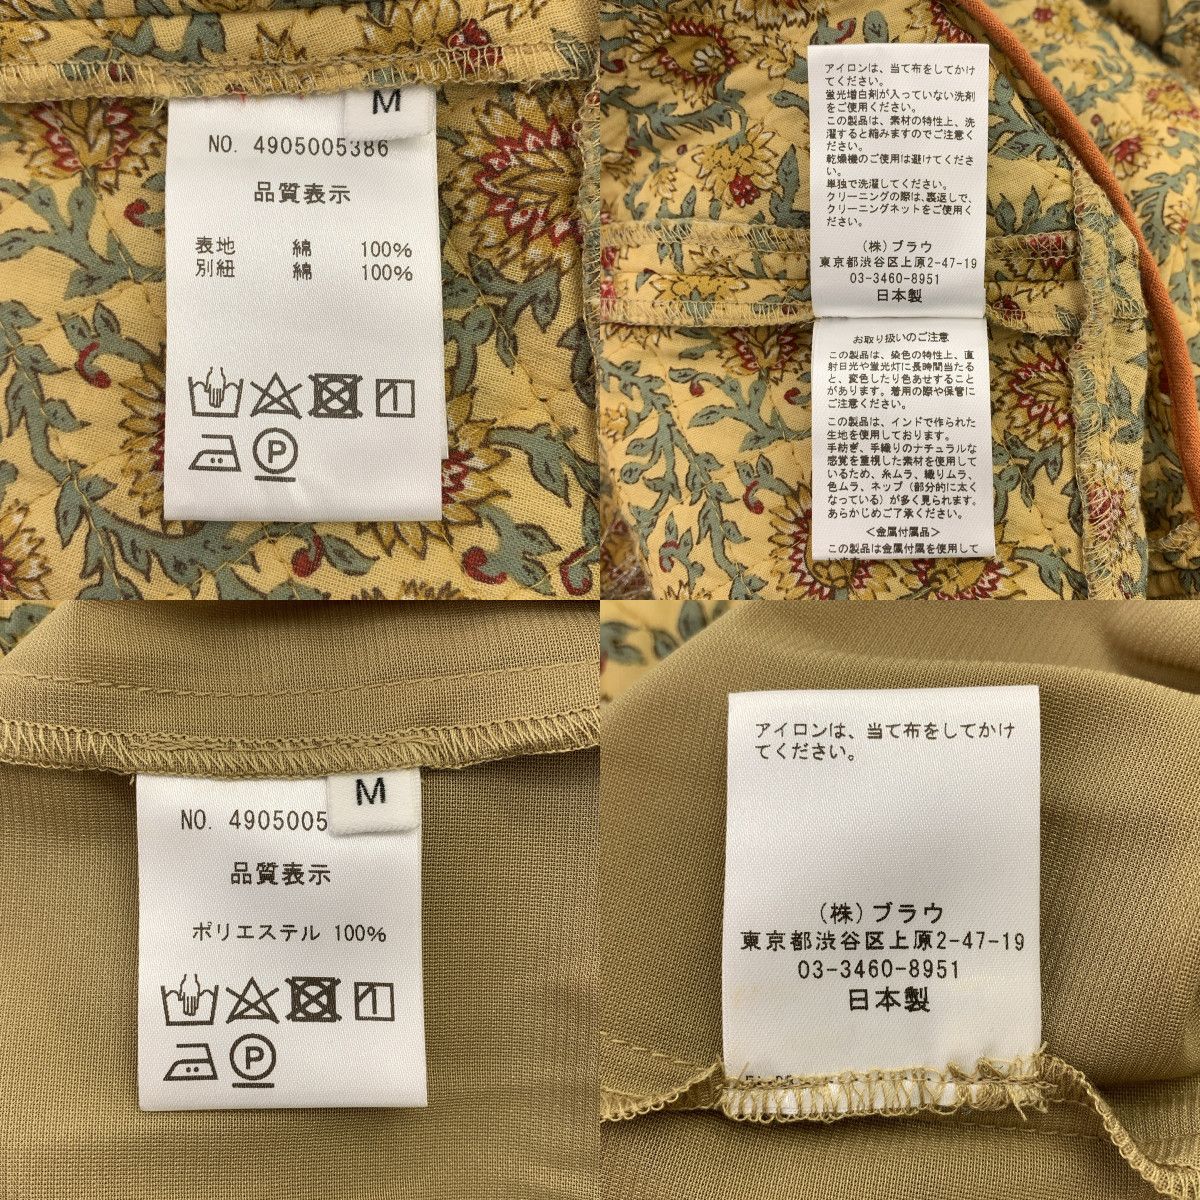 M
NO. 4905005386
品質表示
表地 綿 100%
別紐 綿 100%
P
アイロンは、当て布をしてかけ
てください。
蛍光増白剤が入っていない洗剤
をご使用ください。
この製品は、素材の特性上、洗
濯すると縮みますのでご注意く
ださい。
乾燥機のご使用は避けてくださ
い。
単独で洗濯してください。
クリーニングの際は、裏返しで、
クリーニングネットをご使用く
ださい。
(株)ブラウ
東京都渋谷区上原2-47-19
03-3460-8951
日本製
お取り扱いのご注意
この製品は、染色の特性上、直
射日光や蛍光灯に長時間当たる
と、変色したり色あせすること
があります。着用の際や保管に
ご注意ください。
この製品は、インドで作られた
生地を使用しております。
手紡ぎ、手織りのナチュラルな
感覚を重視した素材を使用して
いるため、糸ムラ、織りムラ、
色ムラ、ネップ(部分的に太く
なっている)が多く見られます。
あらかじめご了承ください。
<金属付属品>
この製品は金属付属を使用して
M
NO. 4905005
品質表示
ポリエステル 100%
P
アイロンは、当て布をしてかけ
てください。
(株)ブラウ
東京都渋谷区上原2-47-19
03-3460-8951
日本製